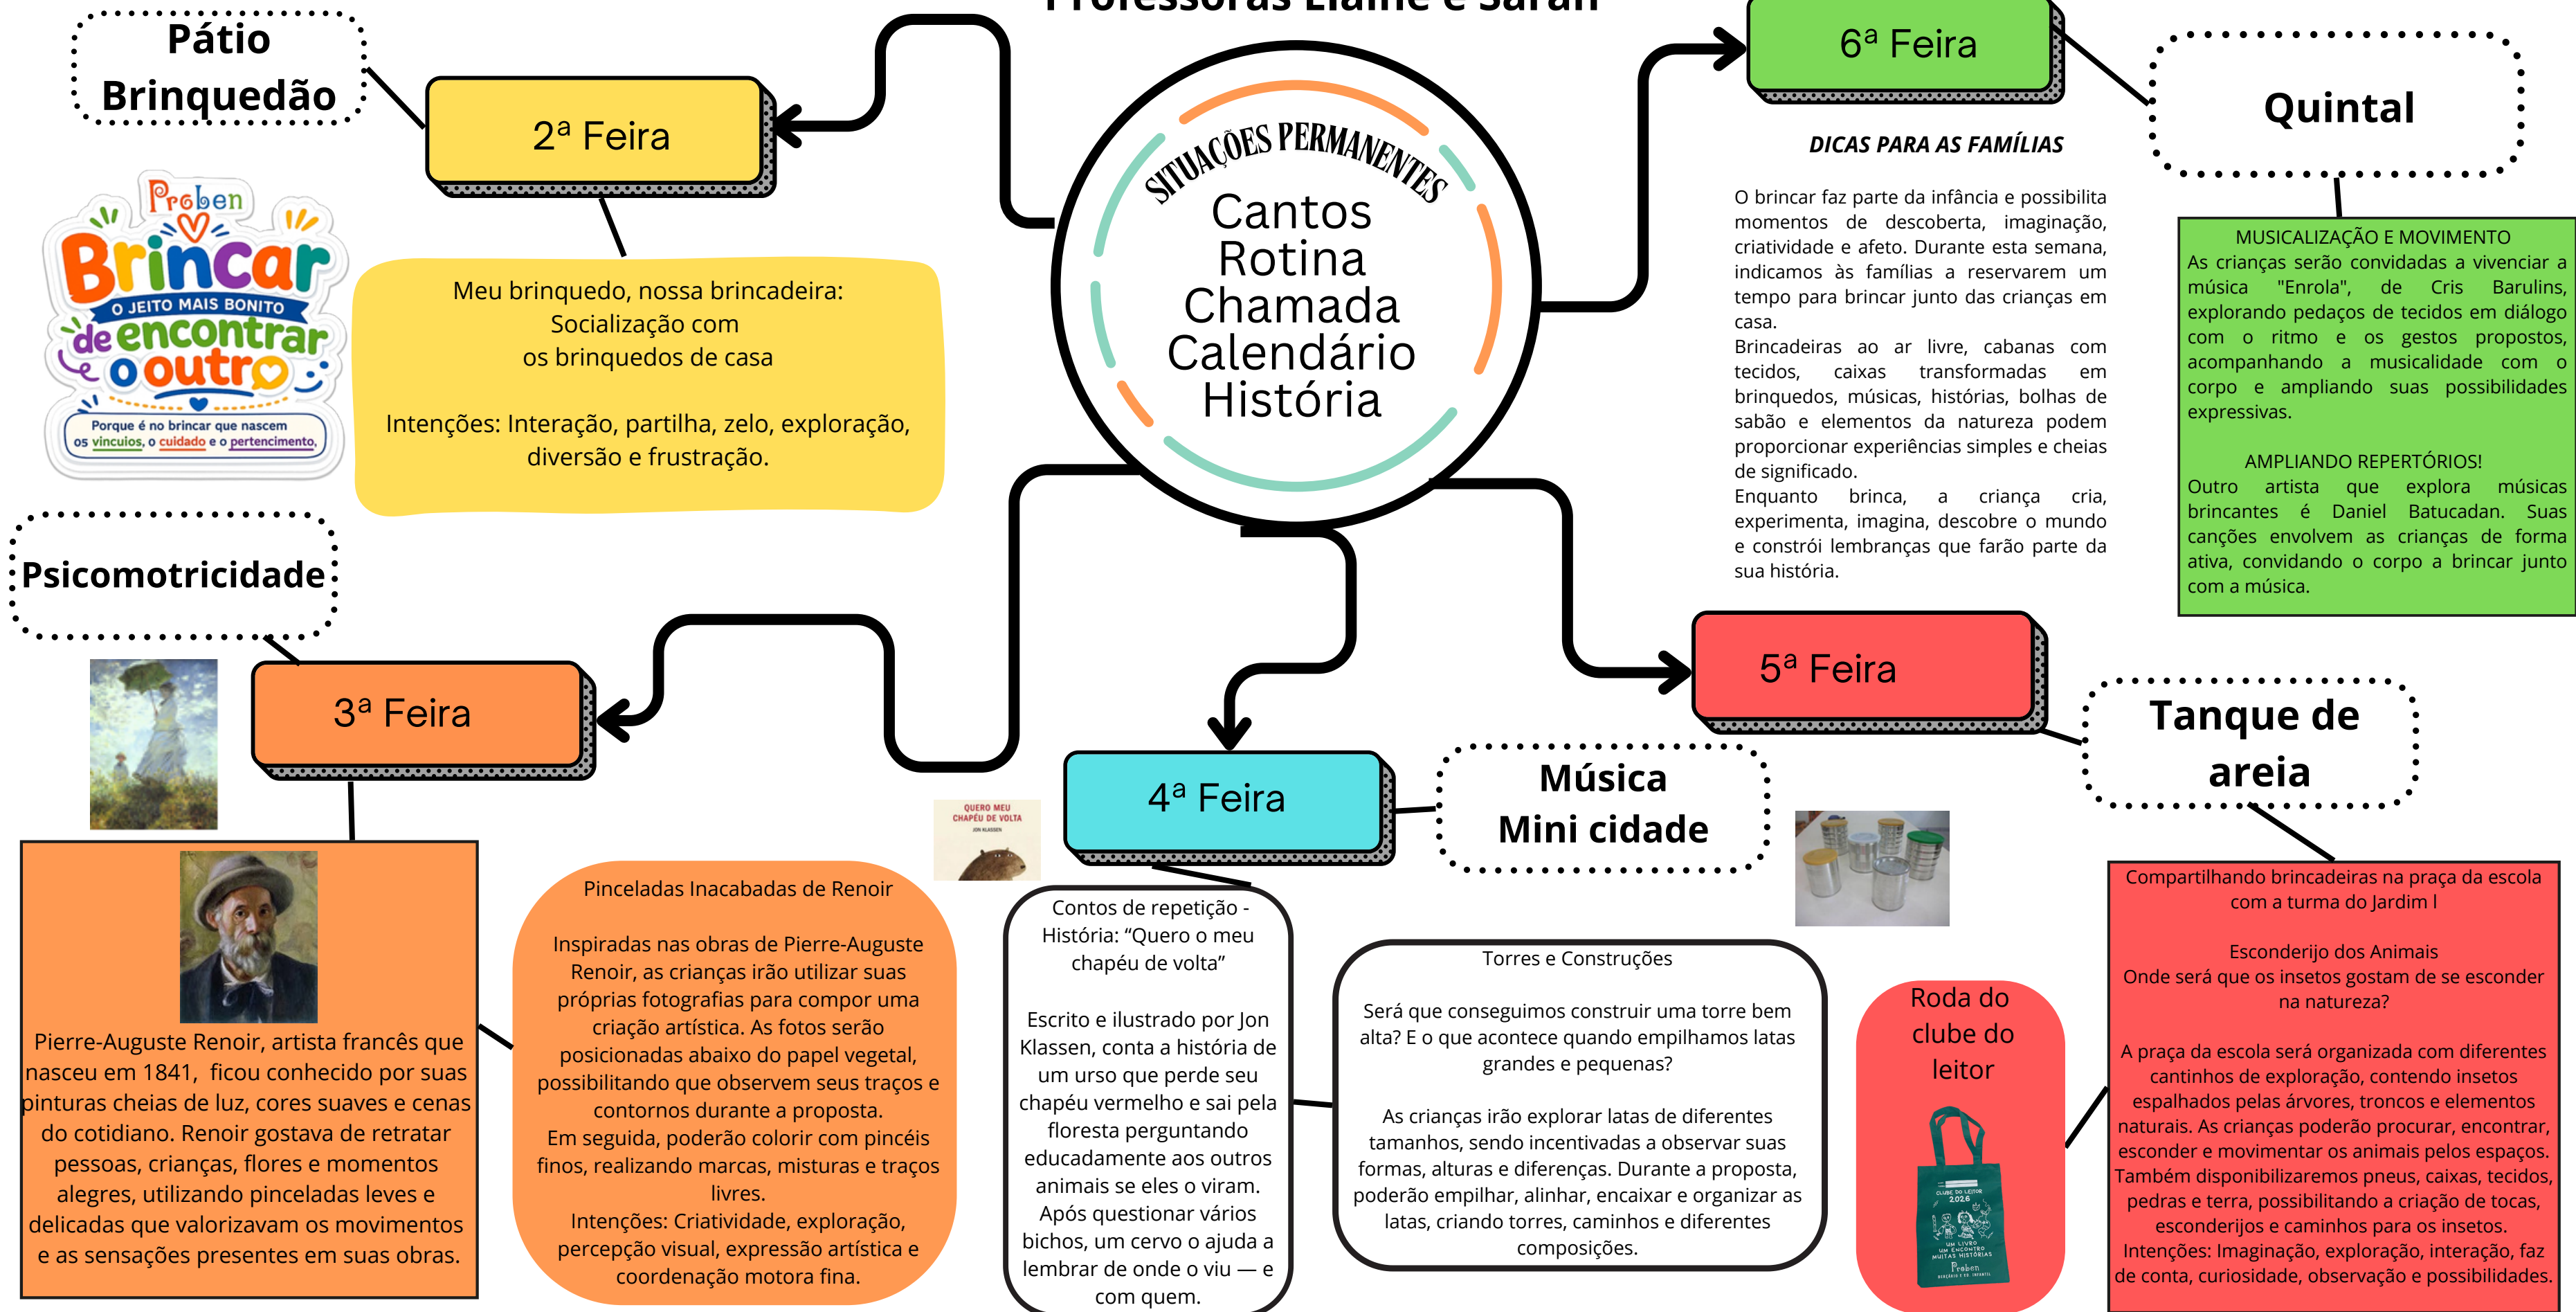 Professoras Elaine e Sarah
Pátio
Brinquedão
2ª Feira
Proben
Brincar
O JEITO MAIS BONITO
de encontrar
o outro
Porque é no brincar que nascem
os vincuios, o cuidado e o pertencimento,
Meu brinquedo, nossa brincadeira:
Socialização com
os brinquedos de casa
Intenções: Interação, partilha, zelo, exploração,
diversão e frustração.
SITUAÇÕES PERMANENTES
Cantos
Rotina
Chamada
Calendário
História
6ª Feira
Quintal
DICAS PARA AS FAMÍLIAS
O brincar faz parte da infância e possibilita
momentos de descoberta, imaginação,
criatividade e afeto. Durante esta semana,
indicamos às famílias a reservarem um
tempo para brincar junto das crianças em
casa.
Brincadeiras ao ar livre, cabanas com
tecidos, caixas transformadas em
brinquedos, músicas, histórias, bolhas de
sabão e elementos da natureza podem
proporcionar experiências simples e cheias
de significado.
Enquanto brinca, a criança cria,
experimenta, imagina, descobre o mundo
e constrói lembranças que farão parte da
sua história.
MUSICALIZAÇÃO E MOVIMENTO
As crianças serão convidadas a vivenciar a
música "Enrola", de Cris Barulins,
explorando pedaços de tecidos em diálogo
com o ritmo e os gestos propostos,
acompanhando a musicalidade com o
corpo e ampliando suas possibilidades
expressivas.
AMPLIANDO REPERTÓRIOS!
Outro artista que explora músicas
brincantes é Daniel Batucadan. Suas
canções envolvem as crianças de forma
ativa, convidando o corpo a brincar junto
com a música.
Psicomotricidade
3ª Feira
Pierre-Auguste Renoir, artista francês que
nasceu em 1841, ficou conhecido por suas
pinturas cheias de luz, cores suaves e cenas
do cotidiano. Renoir gostava de retratar
pessoas, crianças, flores e momentos
alegres, utilizando pinceladas leves e
delicadas que valorizavam os movimentos
e as sensações presentes em suas obras.
Pinceladas Inacabadas de Renoir
Inspiradas nas obras de Pierre-Auguste
Renoir, as crianças irão utilizar suas
próprias fotografias para compor uma
criação artística. As fotos serão
posicionadas abaixo do papel vegetal,
possibilitando que observem seus traços e
contornos durante a proposta.
Em seguida, poderão colorir com pincéis
finos, realizando marcas, misturas e traços
livres.
Intenções: Criatividade, exploração,
percepção visual, expressão artística e
coordenação motora fina.
QUERO MEU
CHAPÉU DE VOLTA
JON KLASSEN
4ª Feira
Música
Mini cidade
Contos de repetição -
História: “Quero o meu
chapéu de volta”
Escrito e ilustrado por Jon
Klassen, conta a história de
um urso que perde seu
chapéu vermelho e sai pela
floresta perguntando
educadamente aos outros
animais se eles o viram.
Após questionar vários
bichos, um cervo o ajuda a
lembrar de onde o viu — e
com quem.
Torres e Construções
Será que conseguimos construir uma torre bem
alta? E o que acontece quando empilhamos latas
grandes e pequenas?
As crianças irão explorar latas de diferentes
tamanhos, sendo incentivadas a observar suas
formas, alturas e diferenças. Durante a proposta,
poderão empilhar, alinhar, encaixar e organizar as
latas, criando torres, caminhos e diferentes
composições.
5ª Feira
Tanque de
areia
Roda do
clube do
leitor
CLUBE DO LEITOR
2026
UM LIVRO
UM ENCONTRO
MUITAS HISTÓRIAS
Proben
BERÇÁRIO E ED. INFANTIL
Compartilhando brincadeiras na praça da escola
com a turma do Jardim l
Esconderijo dos Animais
Onde será que os insetos gostam de se esconder
na natureza?
A praça da escola será organizada com diferentes
cantinhos de exploração, contendo insetos
espalhados pelas árvores, troncos e elementos
naturais. As crianças poderão procurar, encontrar,
esconder e movimentar os animais pelos espaços.
Também disponibilizaremos pneus, caixas, tecidos,
pedras e terra, possibilitando a criação de tocas,
esconderijos e caminhos para os insetos.
Intenções: Imaginação, exploração, interação, faz
de conta, curiosidade, observação e possibilidades.